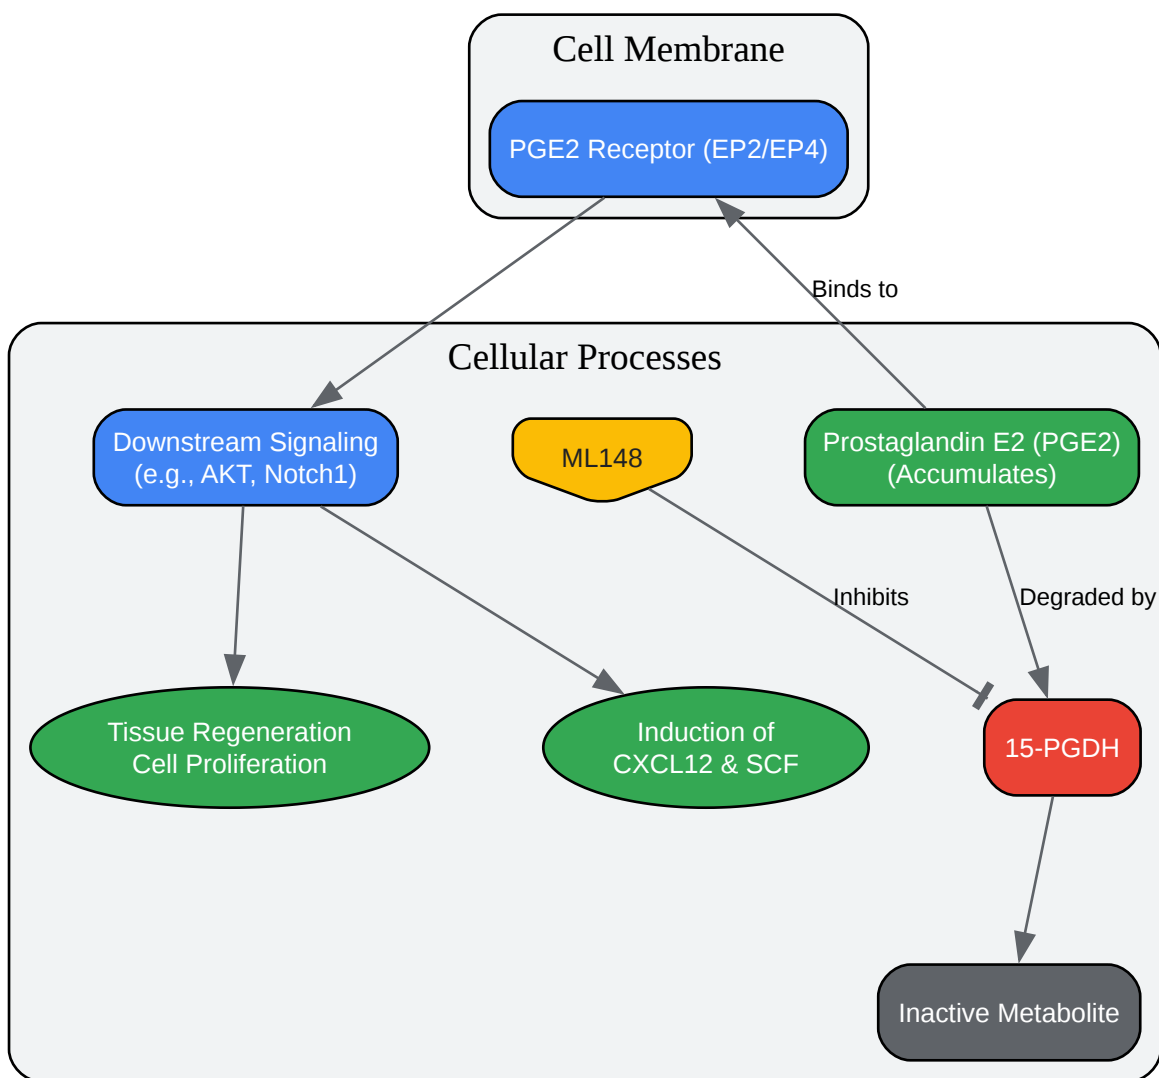 Cell Membrane
PGE2 Receptor (EP2/EP4)
Binds to
Cellular Processes
Downstream Signaling
(e.g., AKT, Notch1)
ML148
Prostaglandin E2 (PGE2)
(Accumulates)
Inhibits
Degraded by
Tissue Regeneration
Cell Proliferation
Induction of
CXCL12 & SCF
15-PGDH
Inactive Metabolite